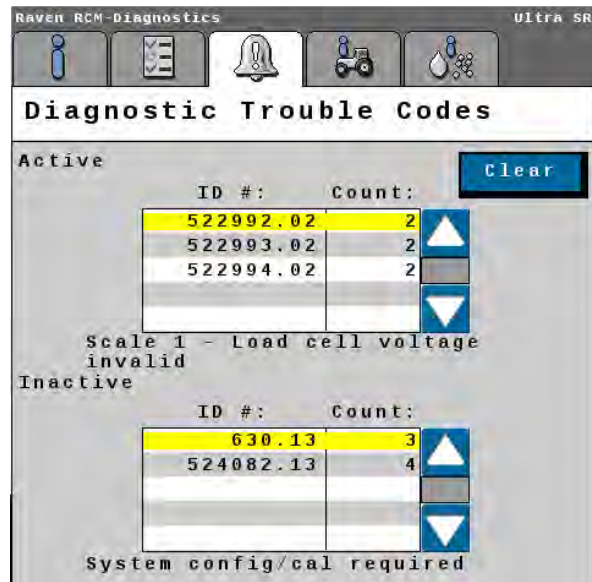 Raven RCM-Diagnostics Ultra SR
Diagnostic Trouble Codes
Active
Clear
ID #: Count:
522992.02 2
522993.02 2
522994.02 2
Scale 1 - Load cell voltage
invalid
Inactive
ID #: Count:
630.13 3
524082.13 4
System config/cal required